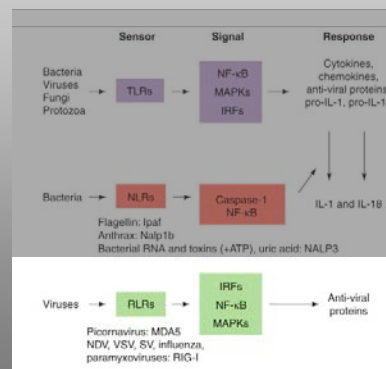 Sensor Signal Response
Bacteria
Viruses
Fungi
Protozoa
TLRs
NF-κB
MAPKs
IRFs
Cytokines,
chemokines,
anti-viral proteins
pro-IL-1, pro-IL-1
Bacteria
NLRs
Caspase-1
NF-κB
IL-1 and IL-18
Flagellin: Ipaf
Anthrax: Nalp1b
Bacterial RNA and toxins (+ATP), uric acid: NALP3
Viruses
RLRs
IRFs
NF-κB
MAPKs
Anti-viral
proteins
Picornavirus: MDA5
NDV, VSV, SV, influenza,
paramyxoviruses: RIG-I